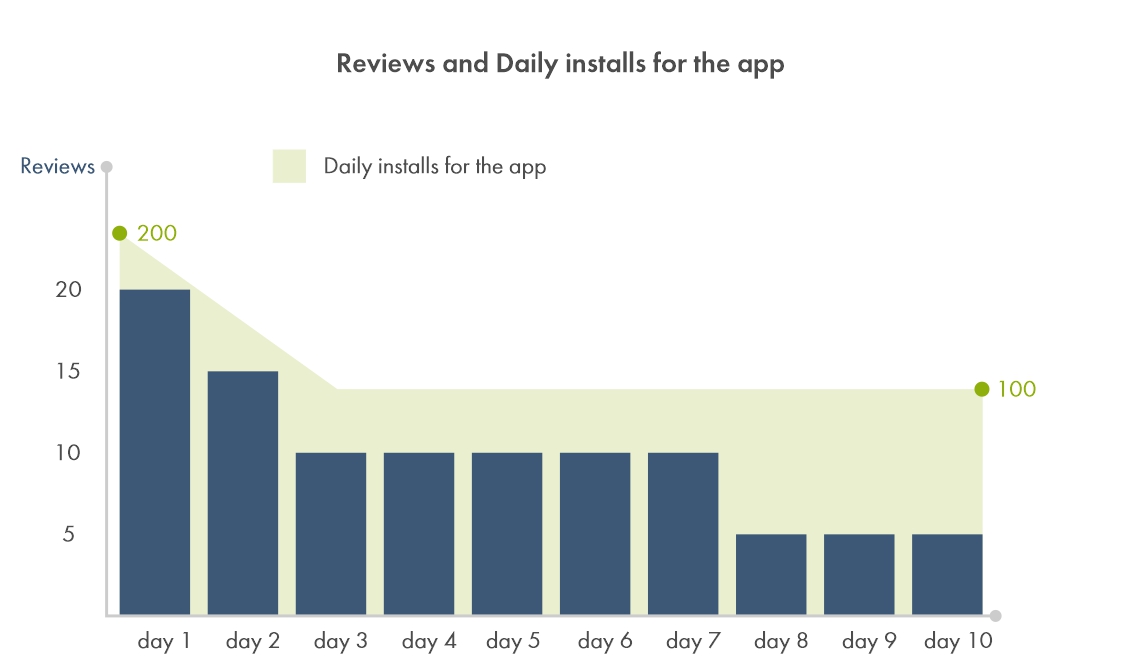 Reviews and Daily installs for the app
Reviews
Daily installs for the app
200
20
15
100
10
5
day 1 day 2 day 3 day 4 day 5 day 6 day 7 day 8 day 9 day 10